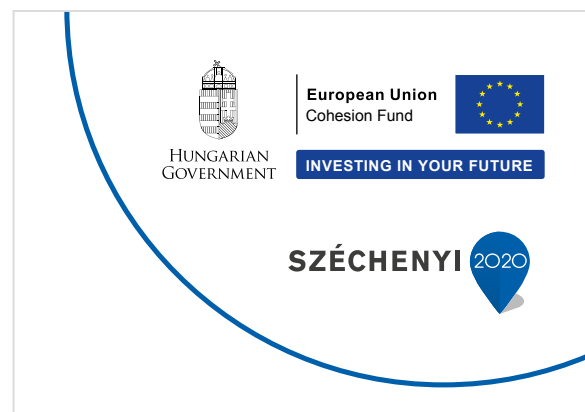 European Union
Cohesion Fund
HUNGARIAN
GOVERNMENT
INVESTING IN YOUR FUTURE
SZÉCHENYI 2020